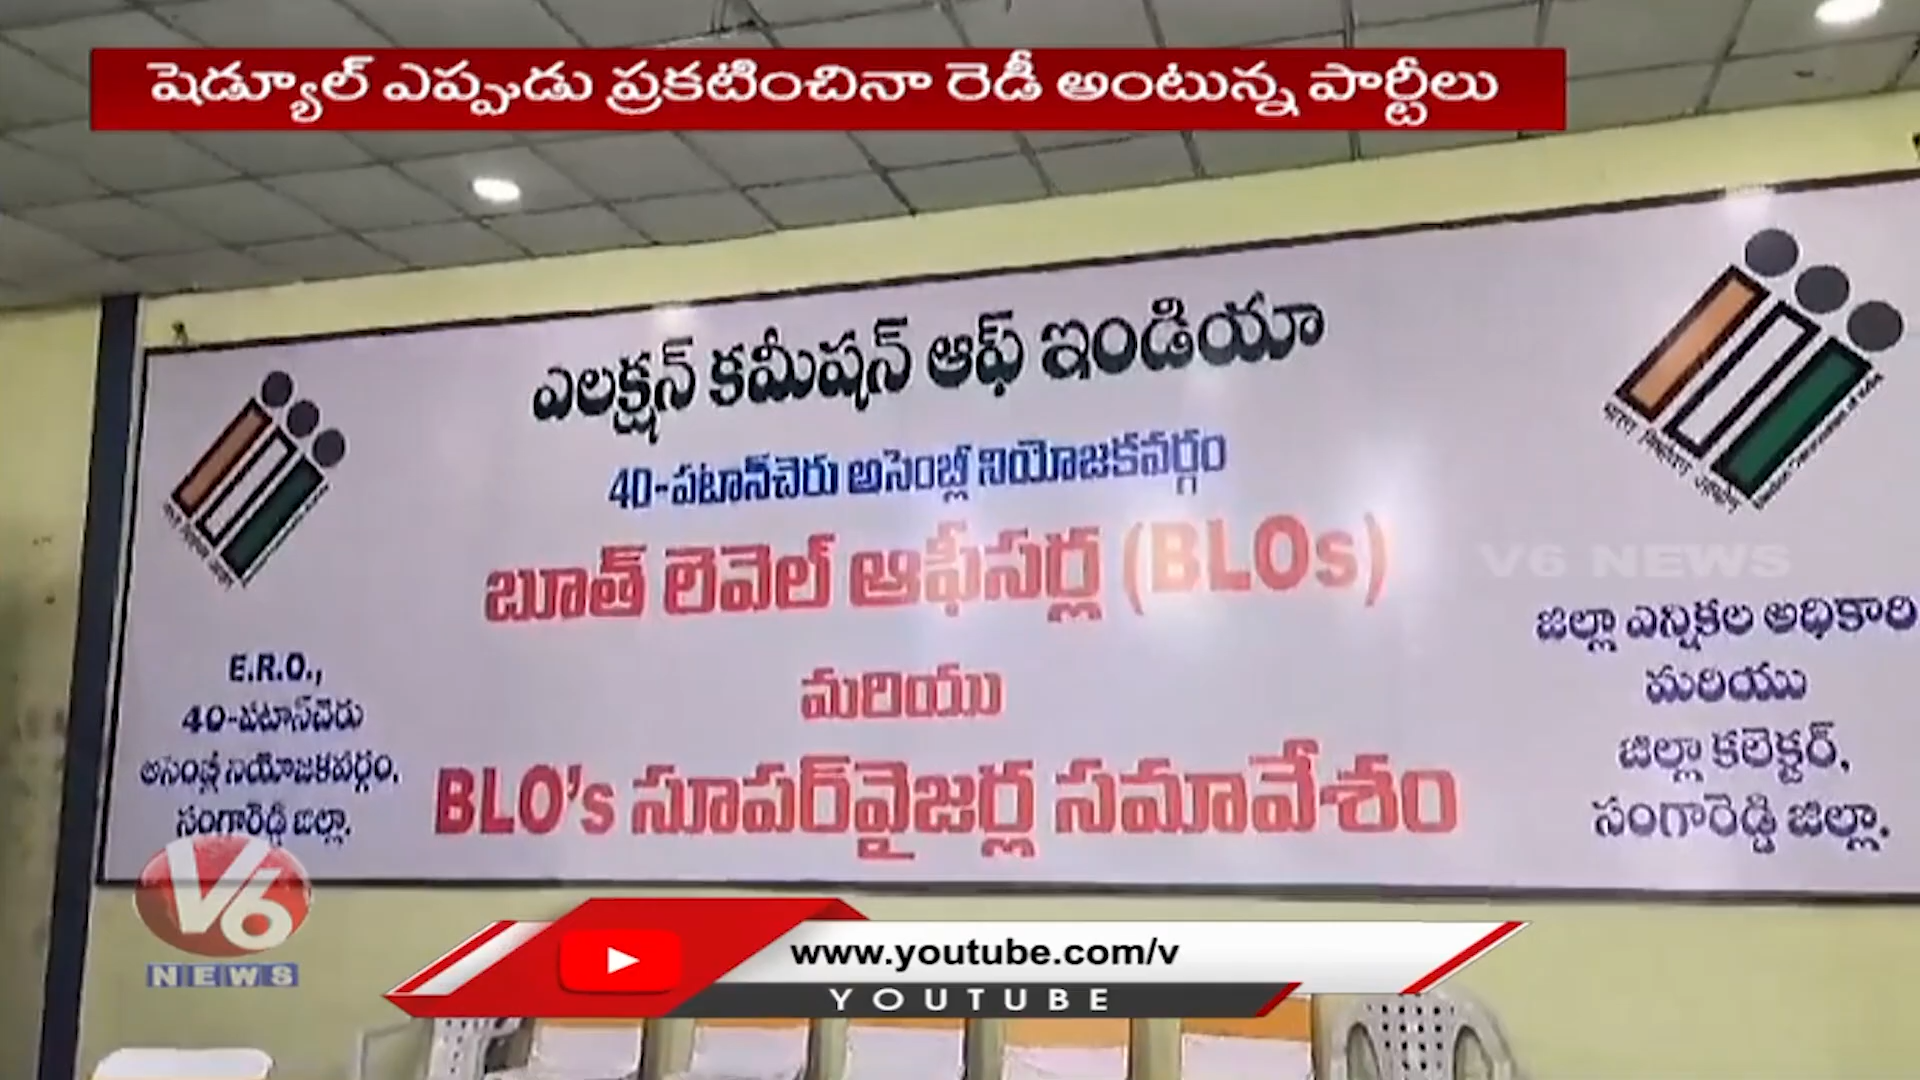 షెడ్యూల్ ఎప్పుడు ప్రకటించినా రెడీ అంటున్న పార్టీలు
ఎలక్షన్ కమీషన్ ఆఫ్ ఇండియా
40-పటాన్‌చెరు అసెంబ్లీ నియోజకవర్గం
బూత్ లెవెల్ ఆఫీసర్ల (BLOs)
మరియు
BLO's సూపర్‌వైజర్ల సమావేశం
E.R.O.,
40-పటాన్‌చెరు
అసెంబ్లీ నియోజకవర్గం,
సంగారెడ్డి జిల్లా.
V6 NEWS
జిల్లా ఎన్నికల అధికారి
మరియు
జిల్లా కలెక్టర్,
సంగారెడ్డి జిల్లా.
V6
NEWS
www.youtube.com/v
YOUTUBE